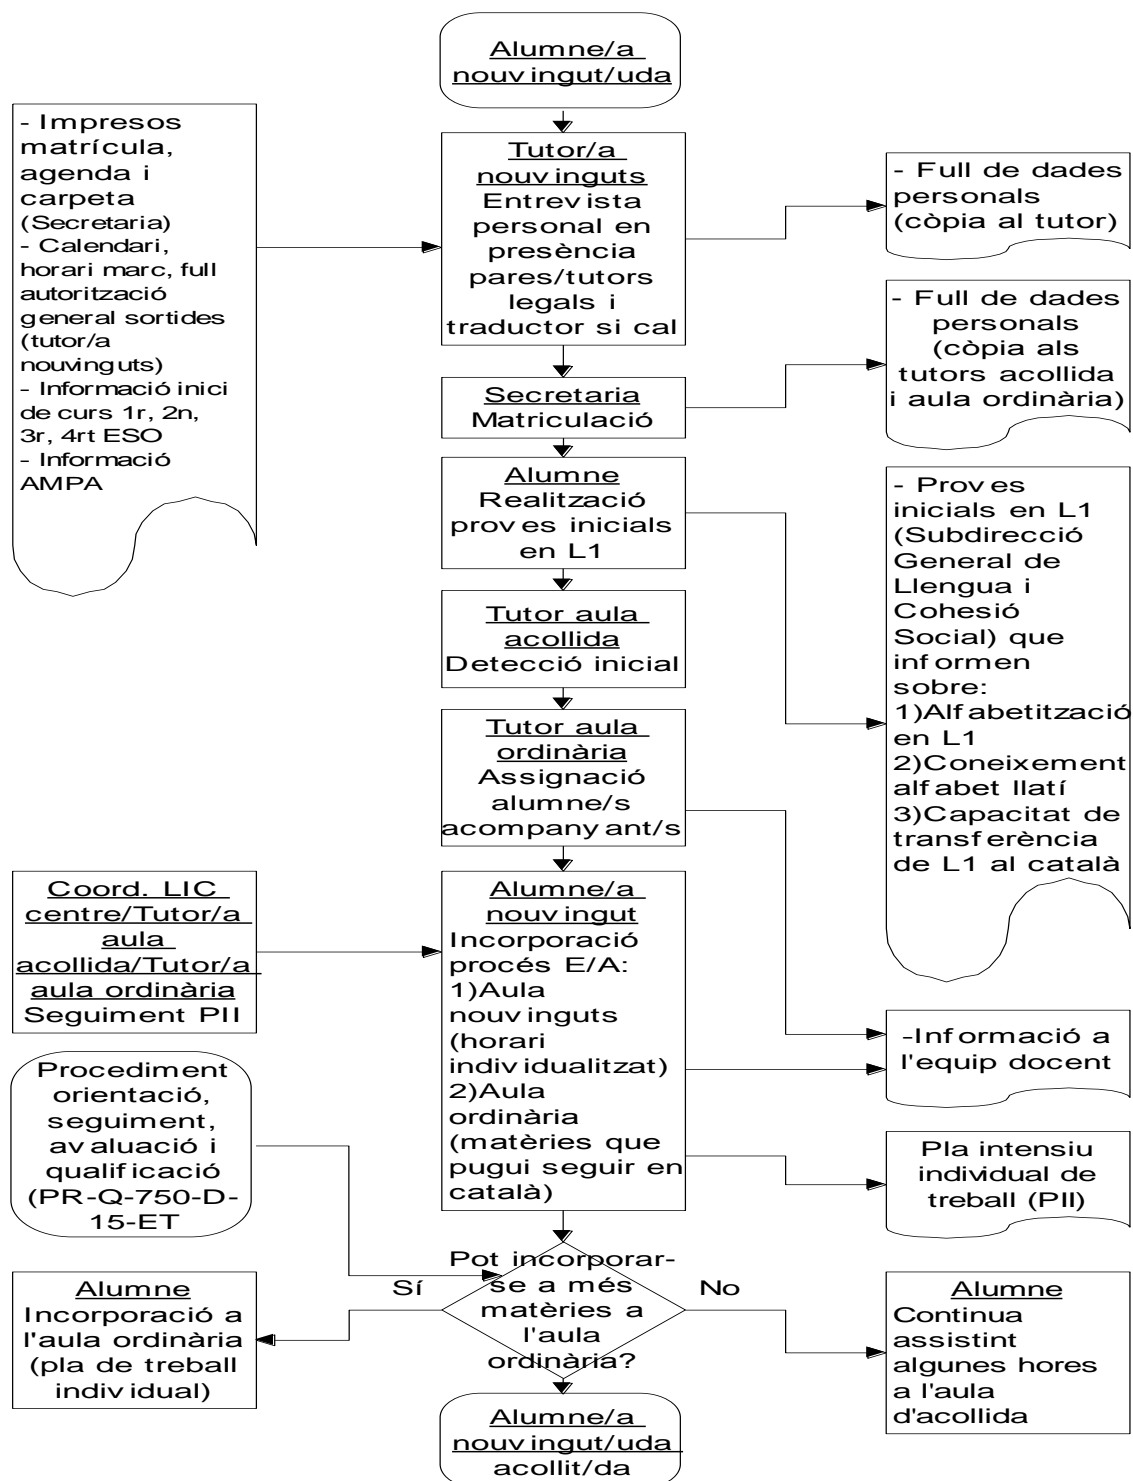 Alumne/a
nouvingut/uda
- Impresos
matrícula,
agenda i
carpeta
(Secretaria)
- Calendari,
horari marc, full
autorització
general sortides
(tutor/a
nouvinguts)
- Informació inici
de curs 1r, 2n,
3r, 4rt ESO
- Informació
AMPA
Tutor/a
nouvinguts
Entrevista
personal en
presència
pares/tutors
legals i
traductor si cal
- Full de dades
personals
(còpia al tutor)
- Full de dades
personals
(còpia als
tutors acollida
i aula ordinària)
Secretaria
Matriculació
Alumne
Realització
proves inicials
en L1
- Proves
inicials en L1
(Subdirecció
General de
Llengua i
Cohesió
Social) que
informen
sobre:
1)Alfabetització
en L1
2)Coneixement
alfabet llatí
3)Capacitat de
transferència
de L1 al català
Tutor aula
acollida
Detecció inicial
Tutor aula
ordinària
Assignació
alumne/s
acompanyant/s
Coord. LIC
centre/Tutor/a
aula
acollida/Tutor/a
aula ordinària
Seguiment PII
Alumne/a
nouvingut
Incorporació
procés E/A:
1)Aula
nouvinguts
(horari
individualitzat)
2)Aula
ordinària
(matèries que
pugui seguir en
català)
-Informació a
l'equip docent
Procediment
orientació,
seguiment,
avaluació i
qualificació
(PR-Q-750-D-
15-ET
Pla intensiu
individual de
treball (PII)
Pot incorporar-
se a més
matèries a
l'aula
ordinària?
Sí
No
Alumne
Incorporació a
l'aula ordinària
(pla de treball
individual)
Alumne
Continua
assistint
algunes hores
a l'aula
d'acollida
Alumne/a
nouvingut/uda
acollit/da